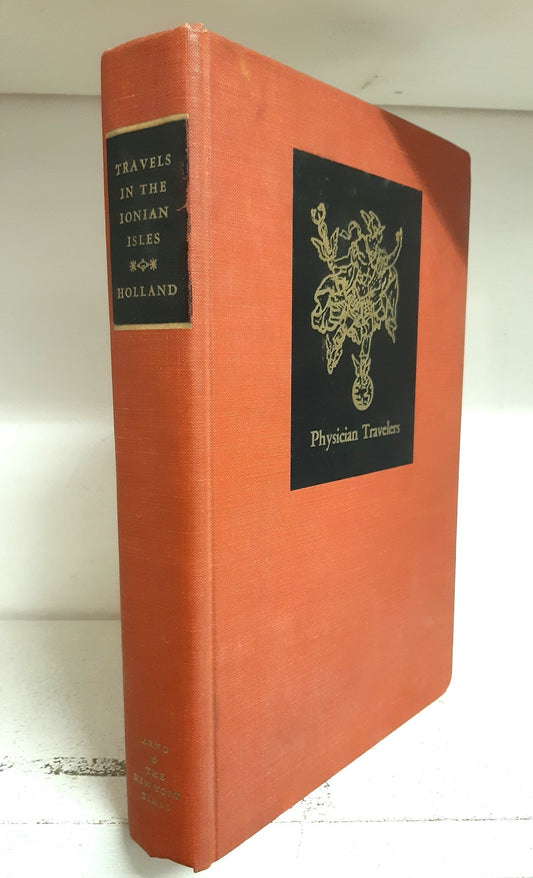 TRAVELS
IN THE
IONIAN
ISLES
HOLLAND
ARNO
&
THE
NEW YORK
TIMES
Physician Travelers